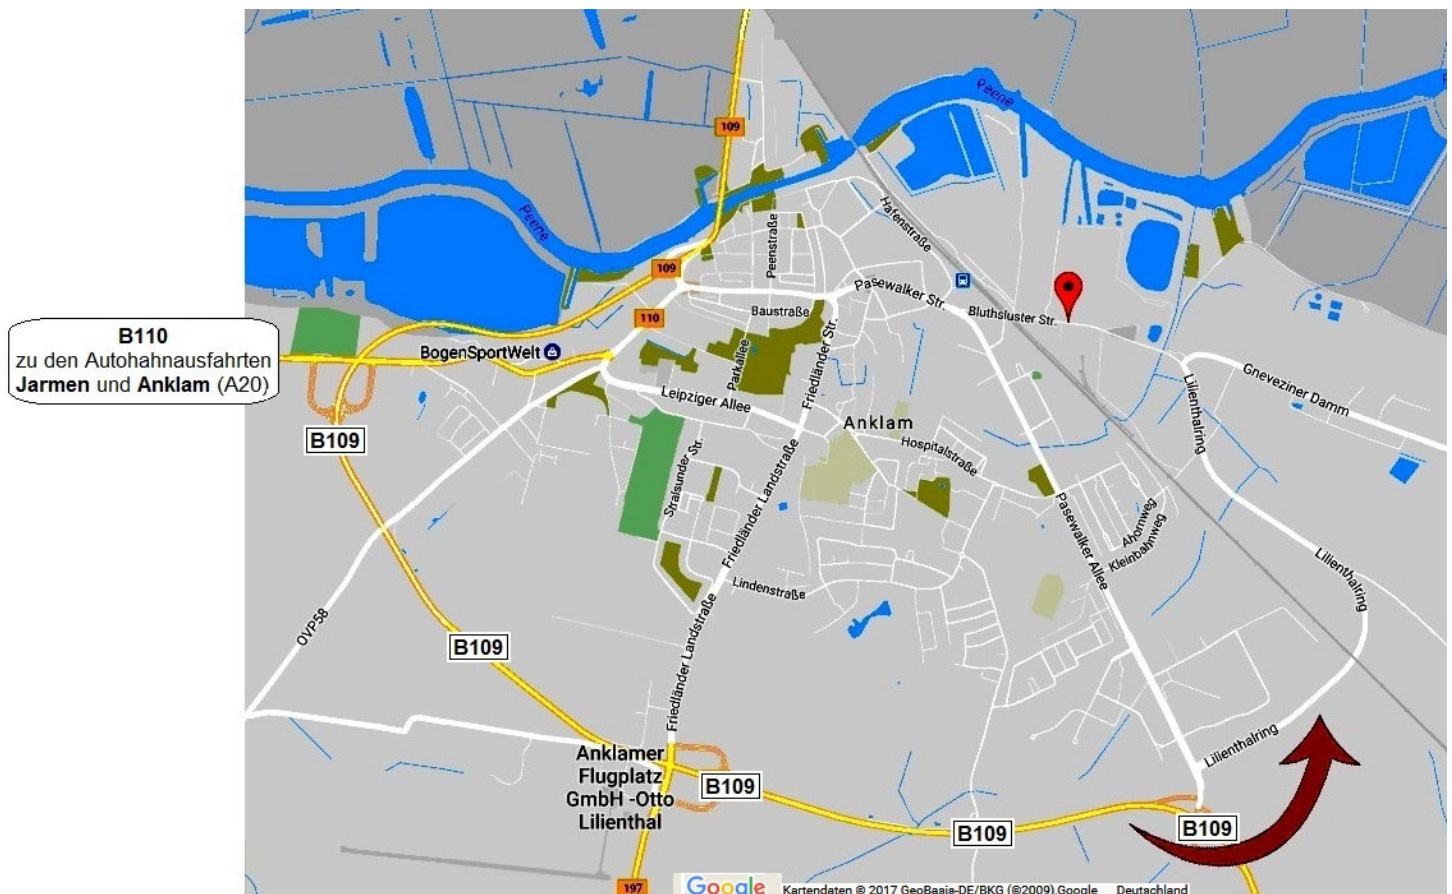 Peene
109
Peene
Hafenstraße
Peenstraße
109
Pasewalker Str.
110
Baustraße
Bluthsluster Str.
B110
zu den Autohahnausfahrten
Jarmen und Anklam (A20)
BogenSportWelt
Parkallee
Friedländer Str.
Lilienthalring
Gneveziner Damm
Leipziger Allee
Anklam
B109
Hospitalstraße
Stralsunder Str.
Friedländer Landstraße
Pasewalker Allee
Ahornweg
Kleinbahnweg
Lilienthalring
Lindenstraße
OVP58
B109
Friedländer Landstraße
Lilienthalring
Anklamer
Flugplatz
GmbH -Otto
Lilienthal
B109
B109
B109
197
Google
Kartendaten © 2017 GeoBasis-DE/BKG (©2009) Google Deutschland